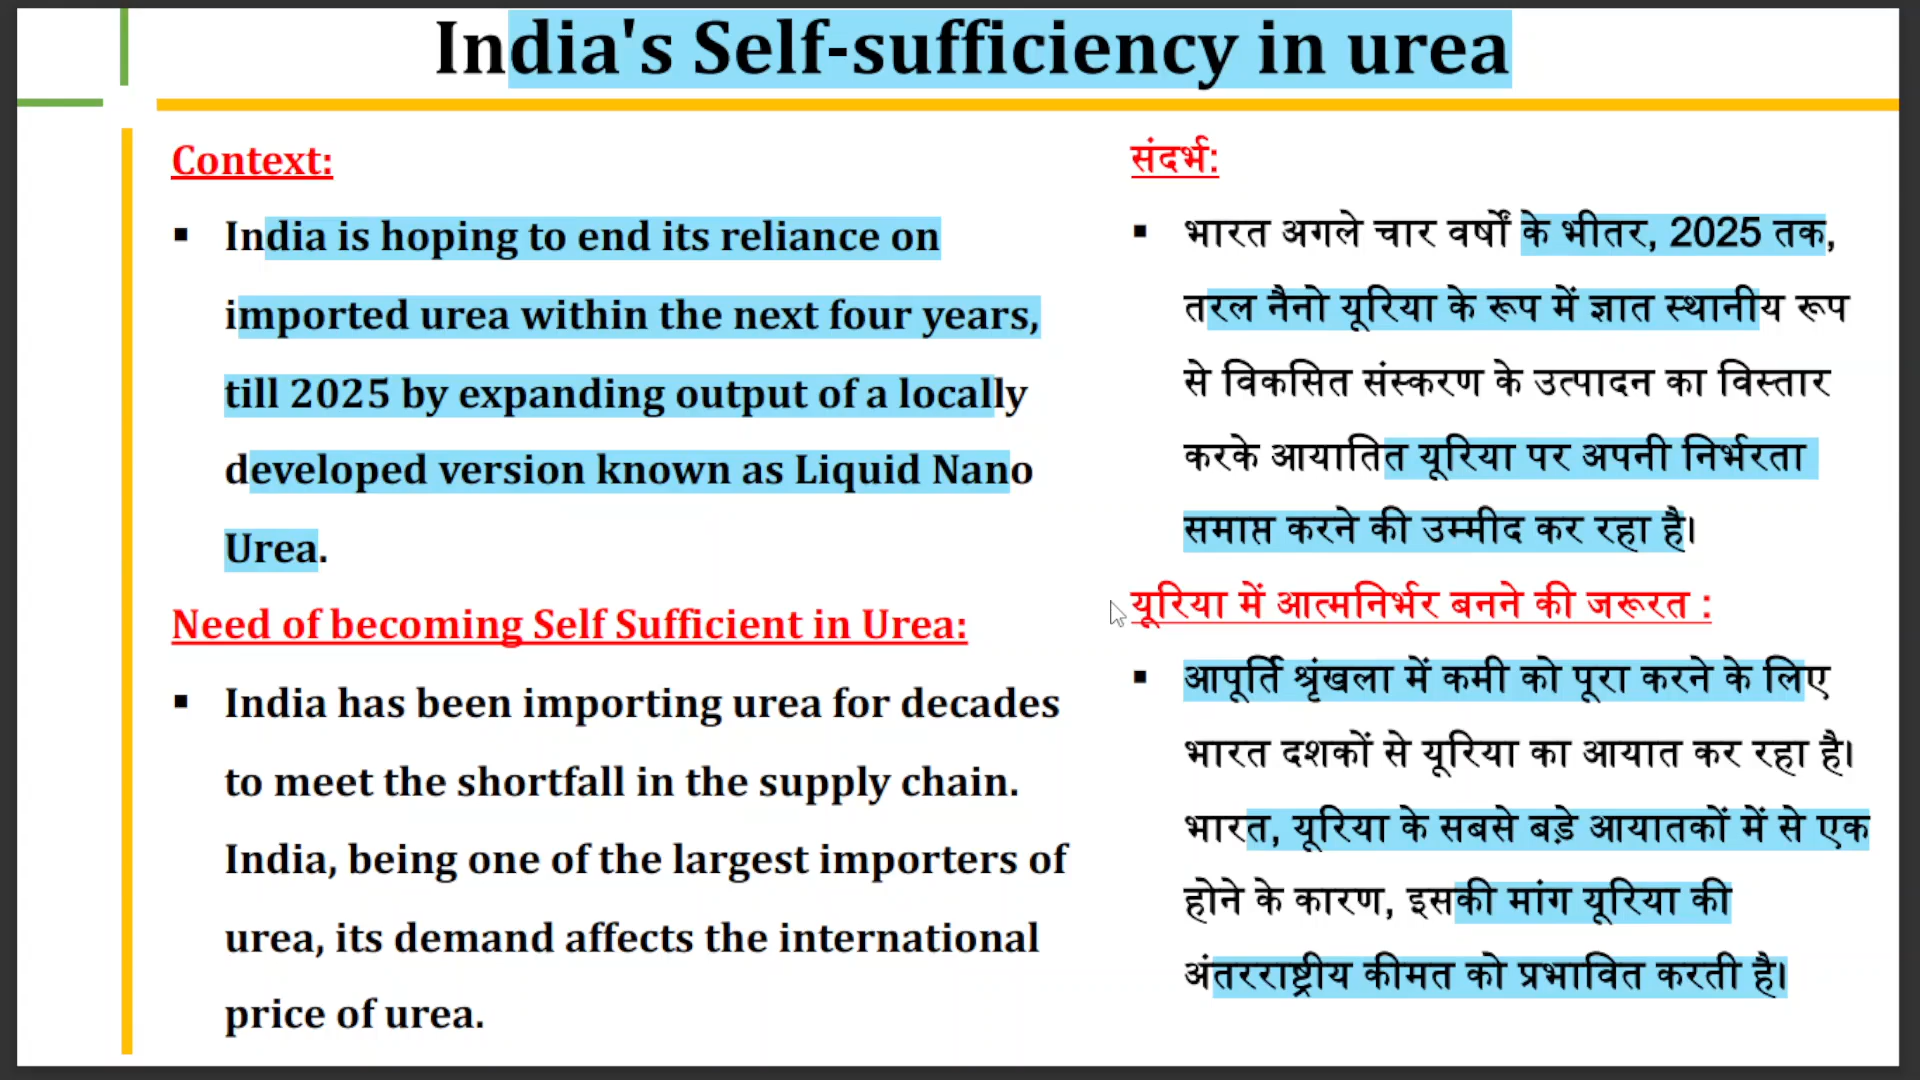 India's Self-sufficiency in urea
Context:
▪ India is hoping to end its reliance on
imported urea within the next four years,
till 2025 by expanding output of a locally
developed version known as Liquid Nano
Urea.
Need of becoming Self Sufficient in Urea:
▪ India has been importing urea for decades
to meet the shortfall in the supply chain.
India, being one of the largest importers of
urea, its demand affects the international
price of urea.
संदर्भ:
▪ भारत अगले चार वर्षों के भीतर, 2025 तक,
तरल नैनो यूरिया के रूप में ज्ञात स्थानीय रूप
से विकसित संस्करण के उत्पादन का विस्तार
करके आयातित यूरिया पर अपनी निर्भरता
समाप्त करने की उम्मीद कर रहा है।
यूरिया में आत्मनिर्भर बनने की जरूरत :
▪ आपूर्ति श्रृंखला में कमी को पूरा करने के लिए
भारत दशकों से यूरिया का आयात कर रहा है।
भारत, यूरिया के सबसे बड़े आयातकों में से एक
होने के कारण, इसकी मांग यूरिया की
अंतरराष्ट्रीय कीमत को प्रभावित करती है।